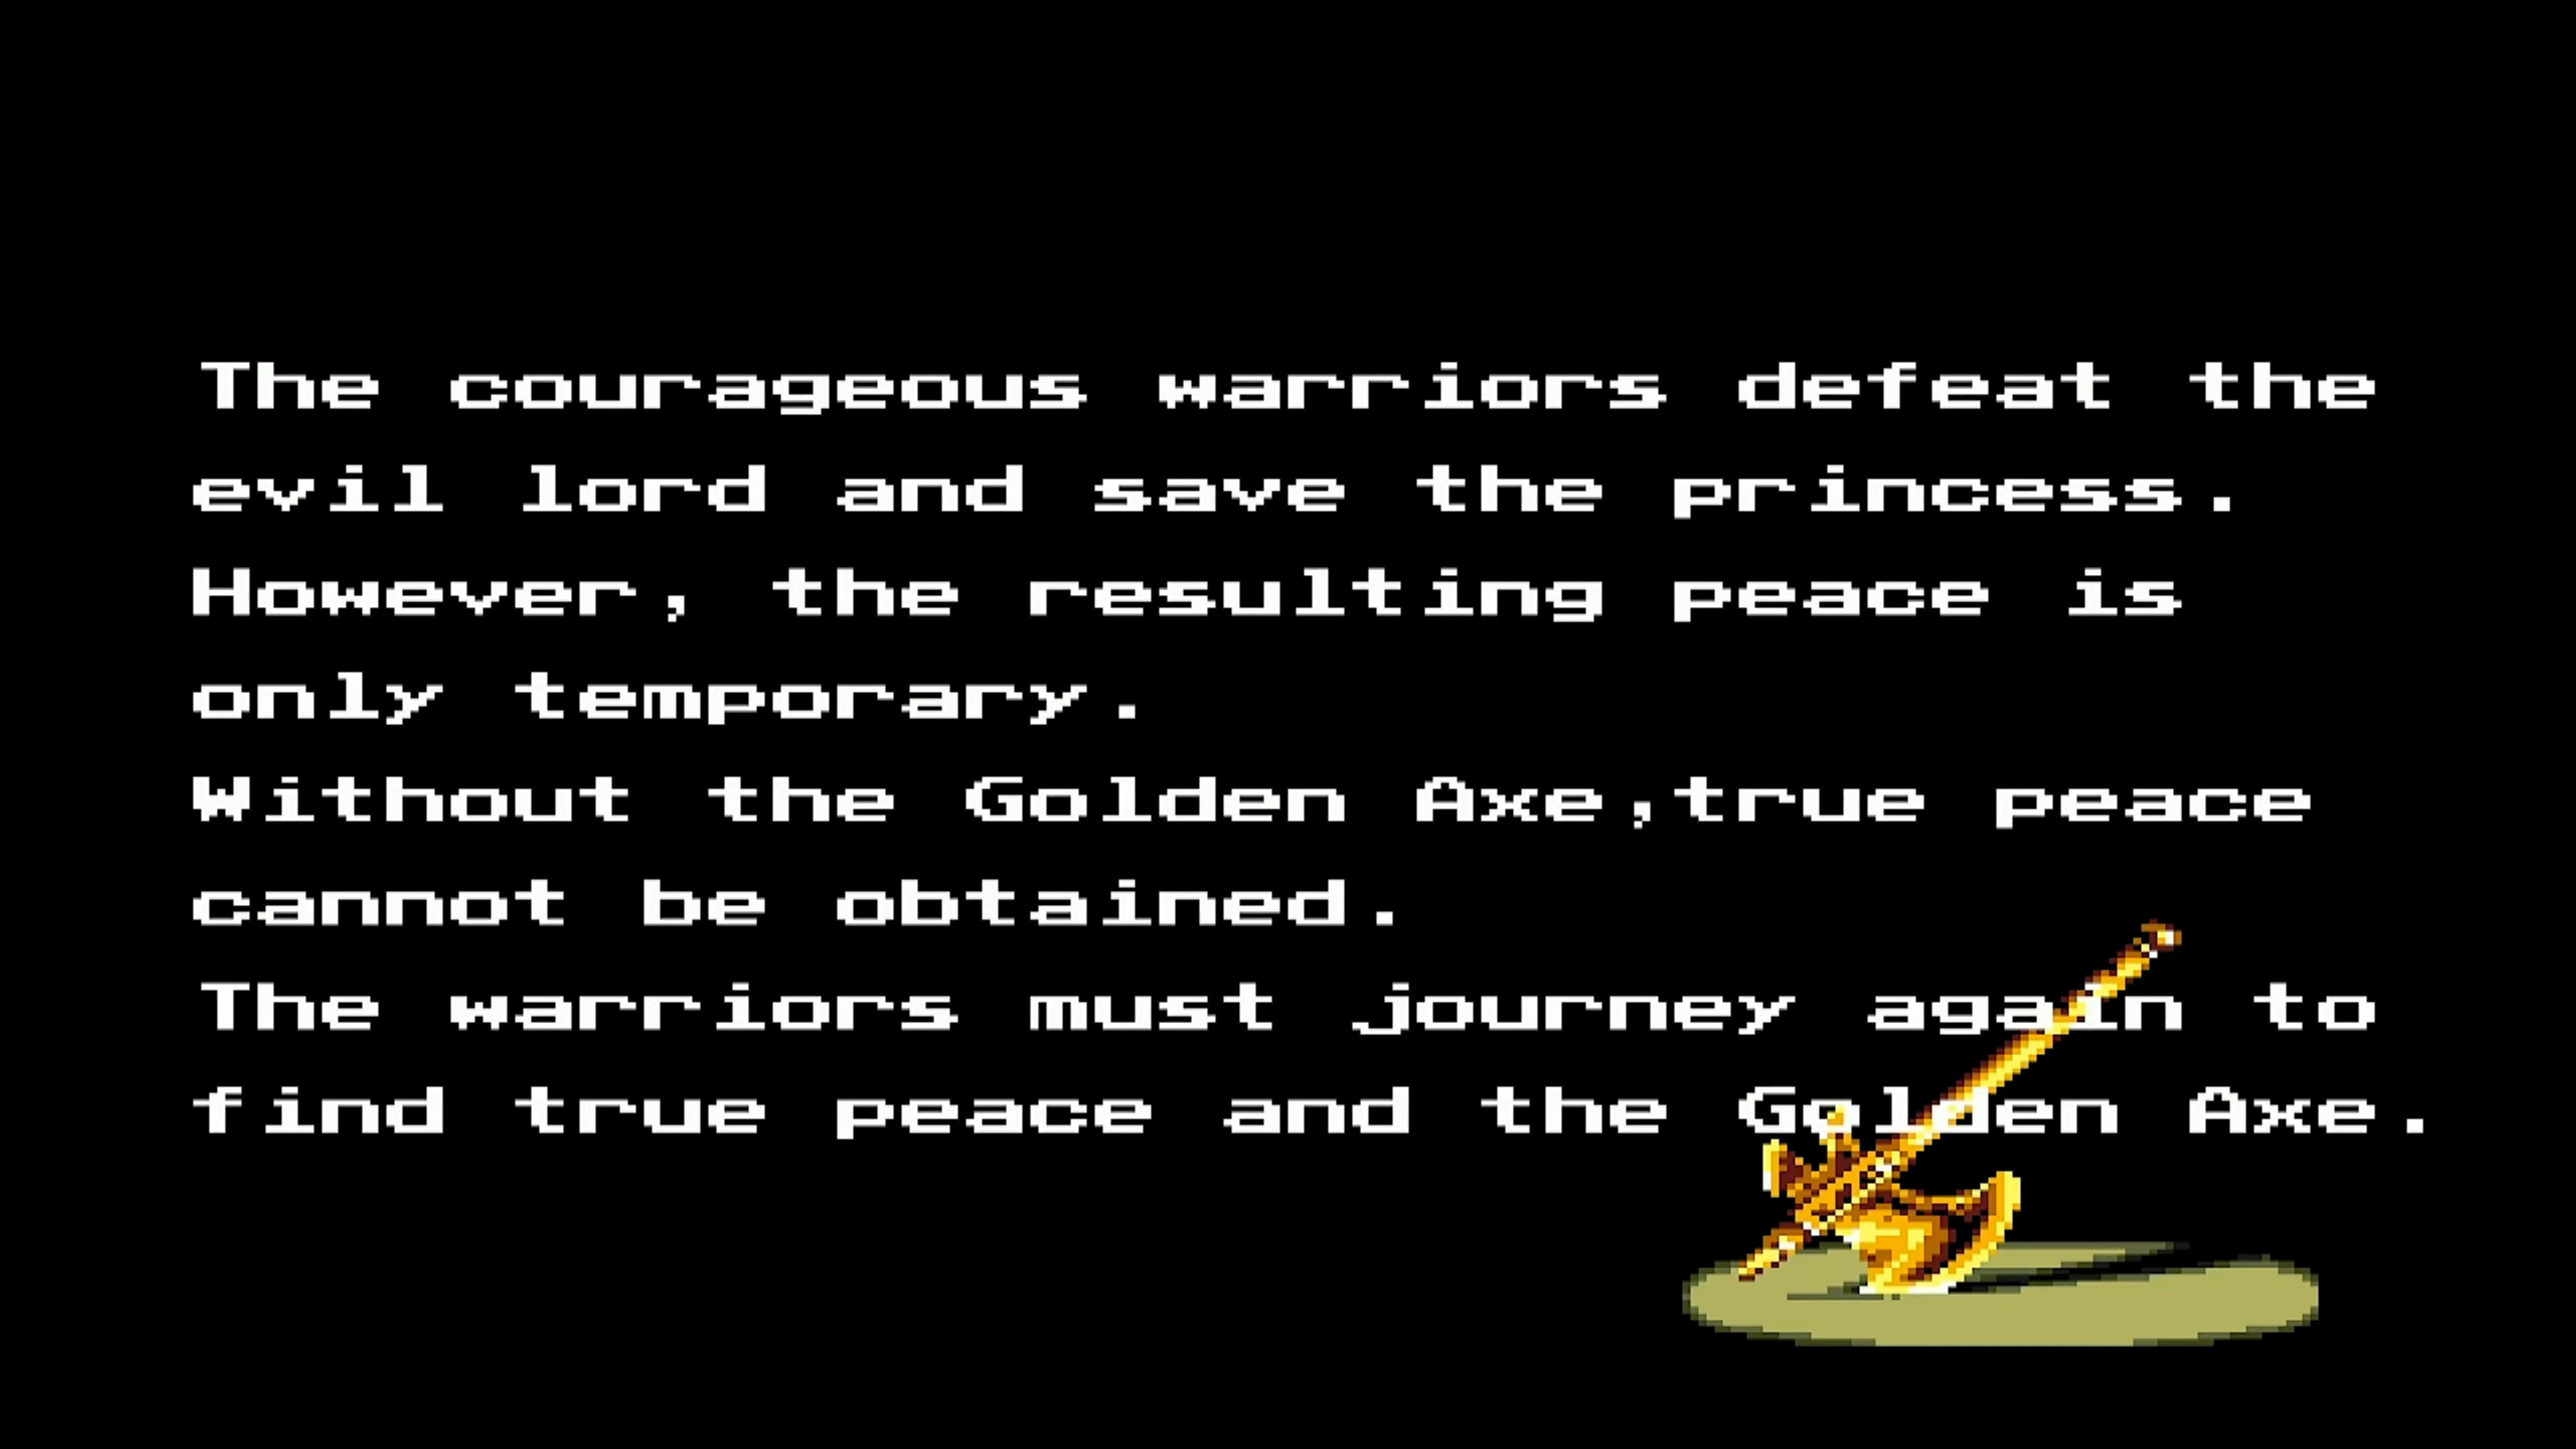 The courageous warriors defeat the
evil lord and save the princess.
However, the resulting peace is
only temporary.
Without the Golden Axe,true peace
cannot be obtained.
The warriors must journey again to
find true peace and the Golden Axe.